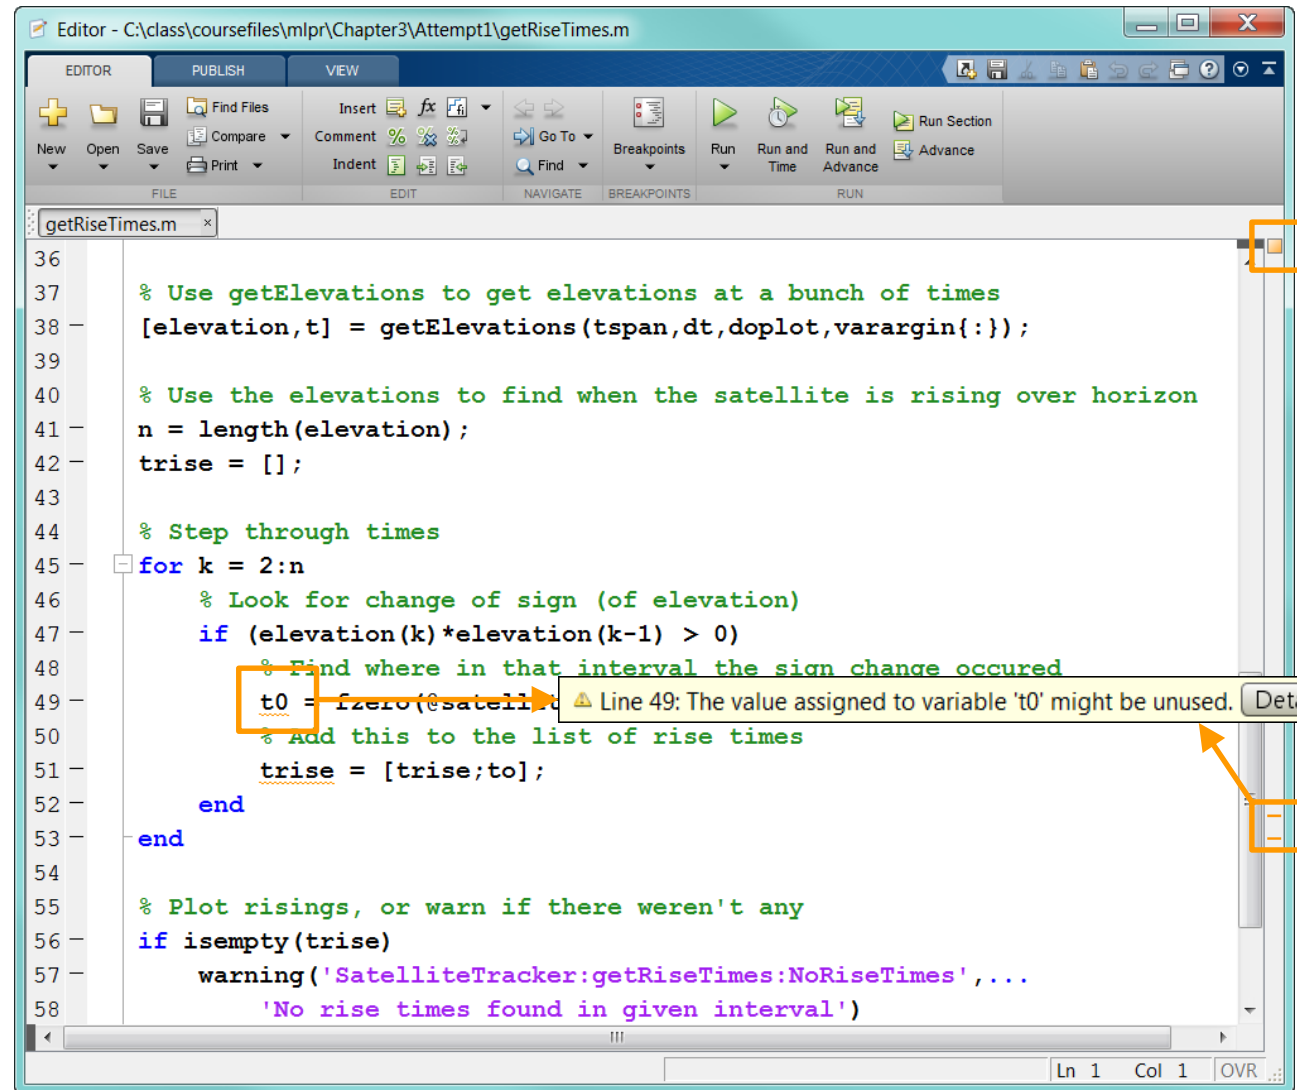 Editor - C:\class\coursefiles\mlpr\Chapter3\Attempt1\getRiseTimes.m
EDITOR PUBLISH VIEW
New Open Save Find Files Compare Print
Insert fx Comment Indent
Go To Find
Breakpoints
Run Run and Time Run and Advance Run Section Advance
FILE EDIT NAVIGATE BREAKPOINTS RUN
getRiseTimes.m ×
36
37 % Use getElevations to get elevations at a bunch of times
38 – [elevation,t] = getElevations(tspan,dt,doplot,varargin{:});
39
40 % Use the elevations to find when the satellite is rising over horizon
41 – n = length(elevation);
42 – trise = [];
43
44 % Step through times
45 – for k = 2:n
46 % Look for change of sign (of elevation)
47 – if (elevation(k)*elevation(k-1) > 0)
48 % Find where in that interval the sign change occured
49 – t0 = fzero(@satellit
Line 49: The value assigned to variable 't0' might be unused. Deta
50 % Add this to the list of rise times
51 – trise = [trise;to];
52 – end
53 – end
54
55 % Plot risings, or warn if there weren't any
56 – if isempty(trise)
57 – warning('SatelliteTracker:getRiseTimes:NoRiseTimes',...
58 'No rise times found in given interval')
Ln 1 Col 1 OVR